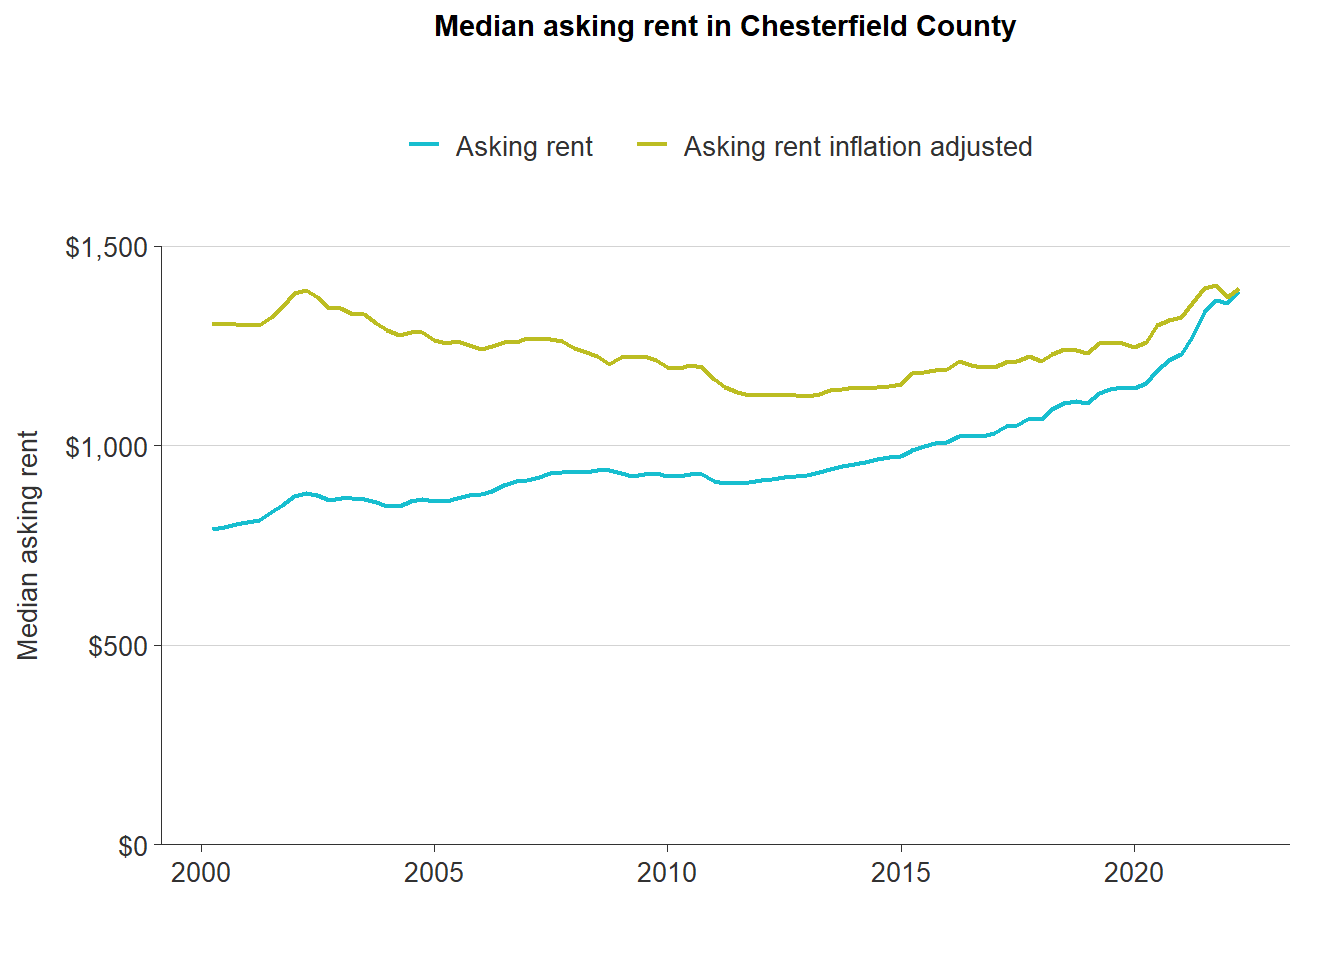 Median asking rent in Chesterfield County
Asking rent
Asking rent inflation adjusted
$1,500
$1,000
$500
$0
Median asking rent
2000
2005
2010
2015
2020